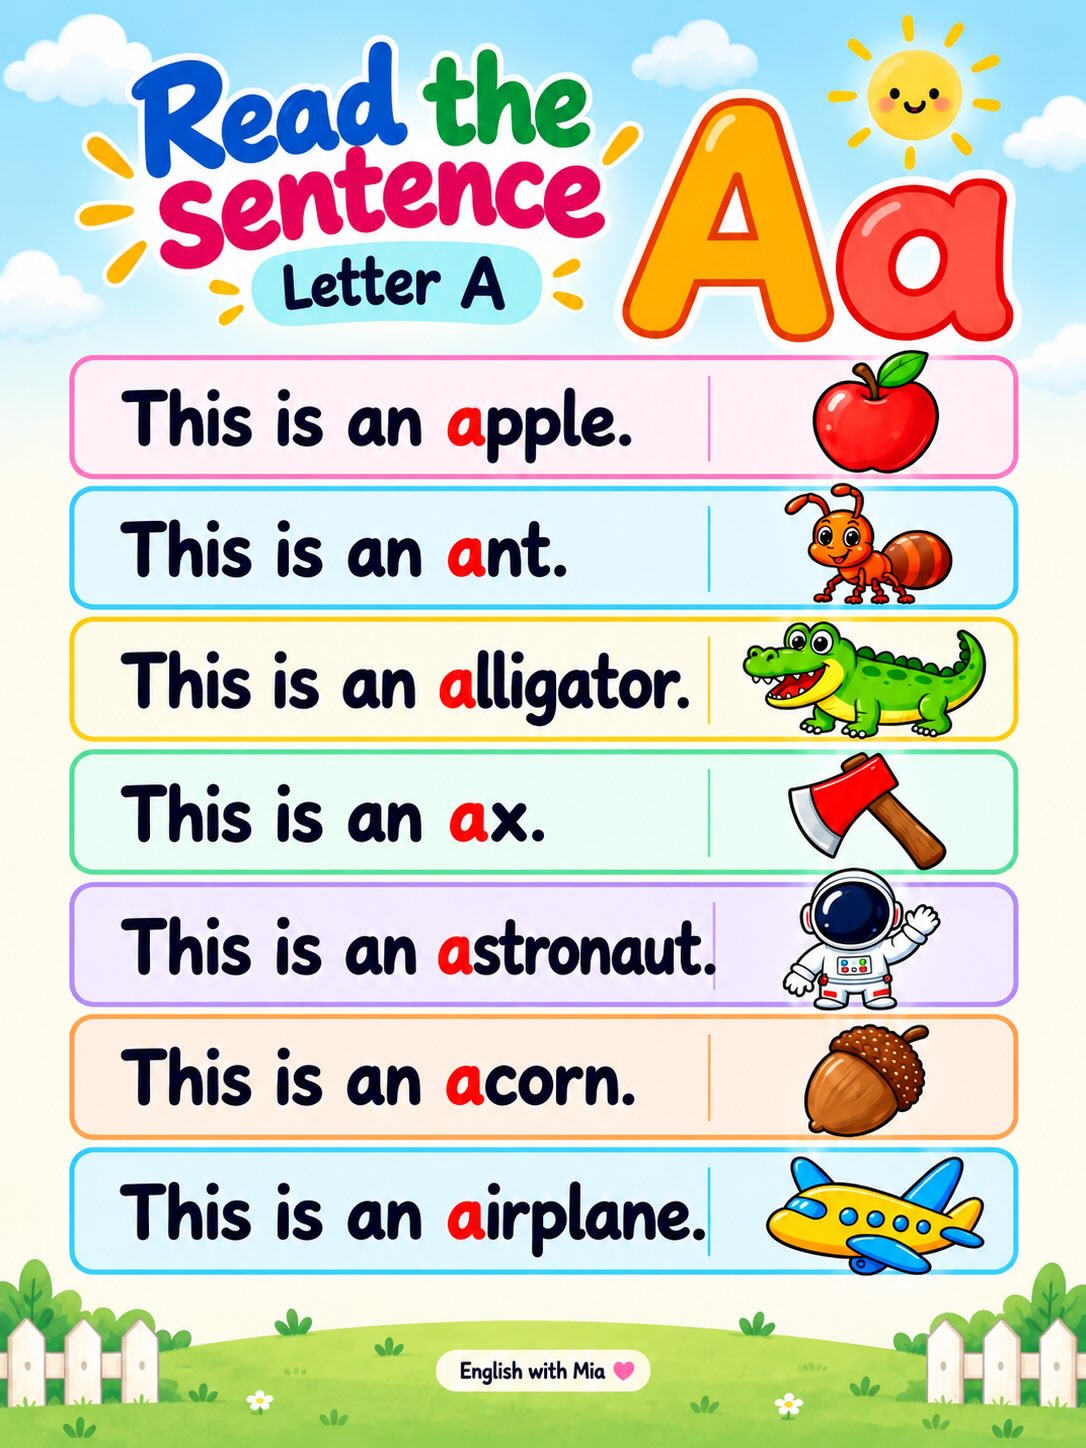 Read the
sentence
Letter A
Aa
This is an apple.
This is an ant.
This is an alligator.
This is an ax.
This is an astronaut.
This is an acorn.
This is an airplane.
English with Mia